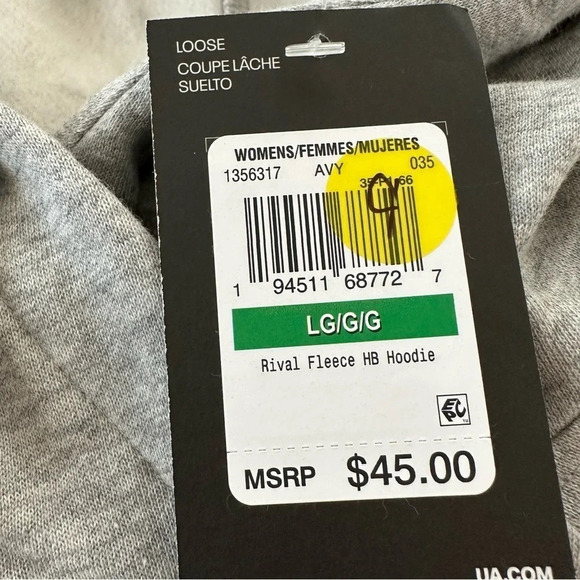 LOOSE
COUPE LÂCHE
SUELTO
WOMENS/FEMMES/MUJERES
1356317 AVY 035
1 94511 68772 7
LG/G/G
Rival Fleece HB Hoodie
EPC
MSRP $45.00
UA.COM